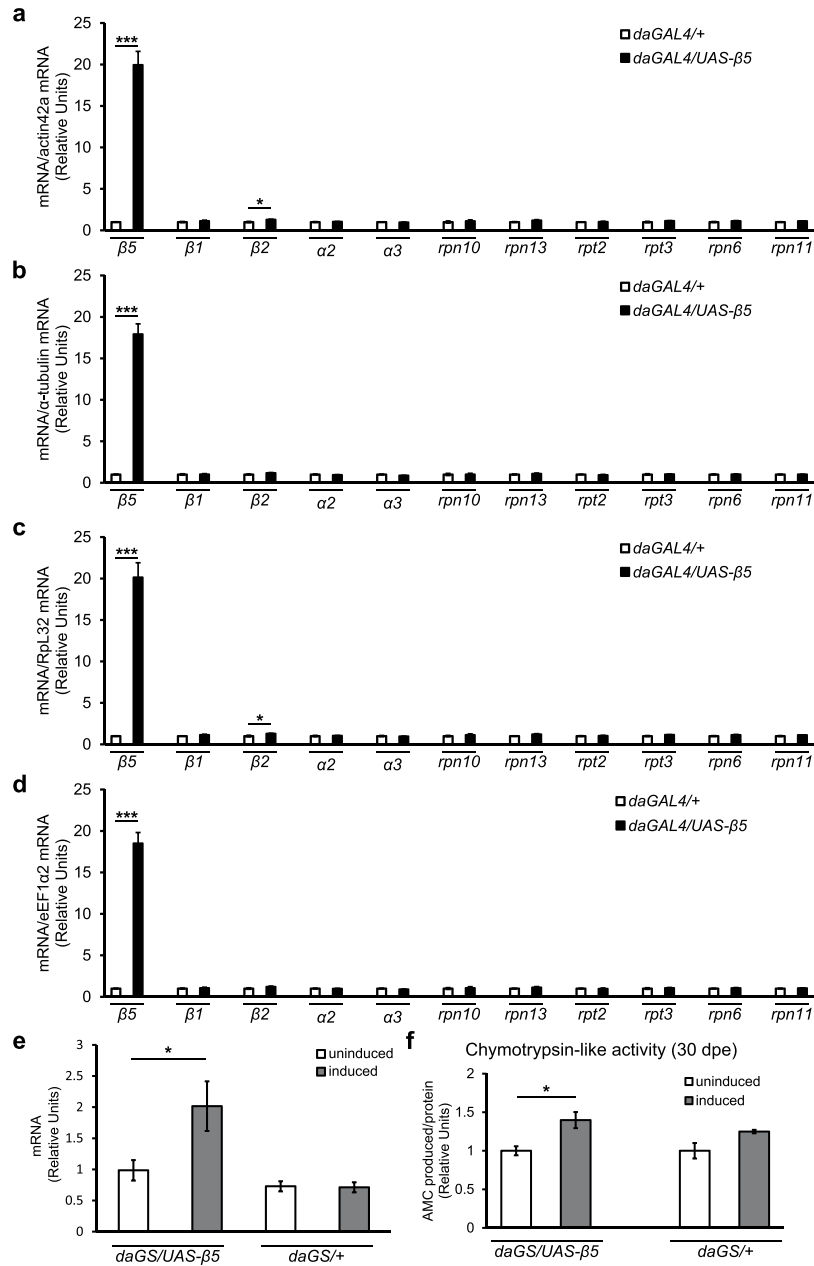 a
mRNA/actin42a mRNA
(Relative Units)
25
20
15
10
5
0
***
*
daGAL4/+
daGAL4/UAS-β5
β5 β1 β2 α2 α3 rpn10 rpn13 rpt2 rpt3 rpn6 rpn11
b
mRNA/α-tubulin mRNA
(Relative Units)
25
20
15
10
5
0
***
daGAL4/+
daGAL4/UAS-β5
β5 β1 β2 α2 α3 rpn10 rpn13 rpt2 rpt3 rpn6 rpn11
c
mRNA/RpL32 mRNA
(Relative Units)
25
20
15
10
5
0
***
*
daGAL4/+
daGAL4/UAS-β5
β5 β1 β2 α2 α3 rpn10 rpn13 rpt2 rpt3 rpn6 rpn11
d
mRNA/eEF1α2 mRNA
(Relative Units)
25
20
15
10
5
0
***
daGAL4/+
daGAL4/UAS-β5
β5 β1 β2 α2 α3 rpn10 rpn13 rpt2 rpt3 rpn6 rpn11
e
mRNA
(Relative Units)
3
2.5
2
1.5
1
0.5
0
*
uninduced
induced
daGS/UAS-β5 daGS/+
f
Chymotrypsin-like activity (30 dpe)
AMC produced/protein
(Relative Units)
2
1.5
1
0.5
0
*
uninduced
induced
daGS/UAS-β5 daGS/+